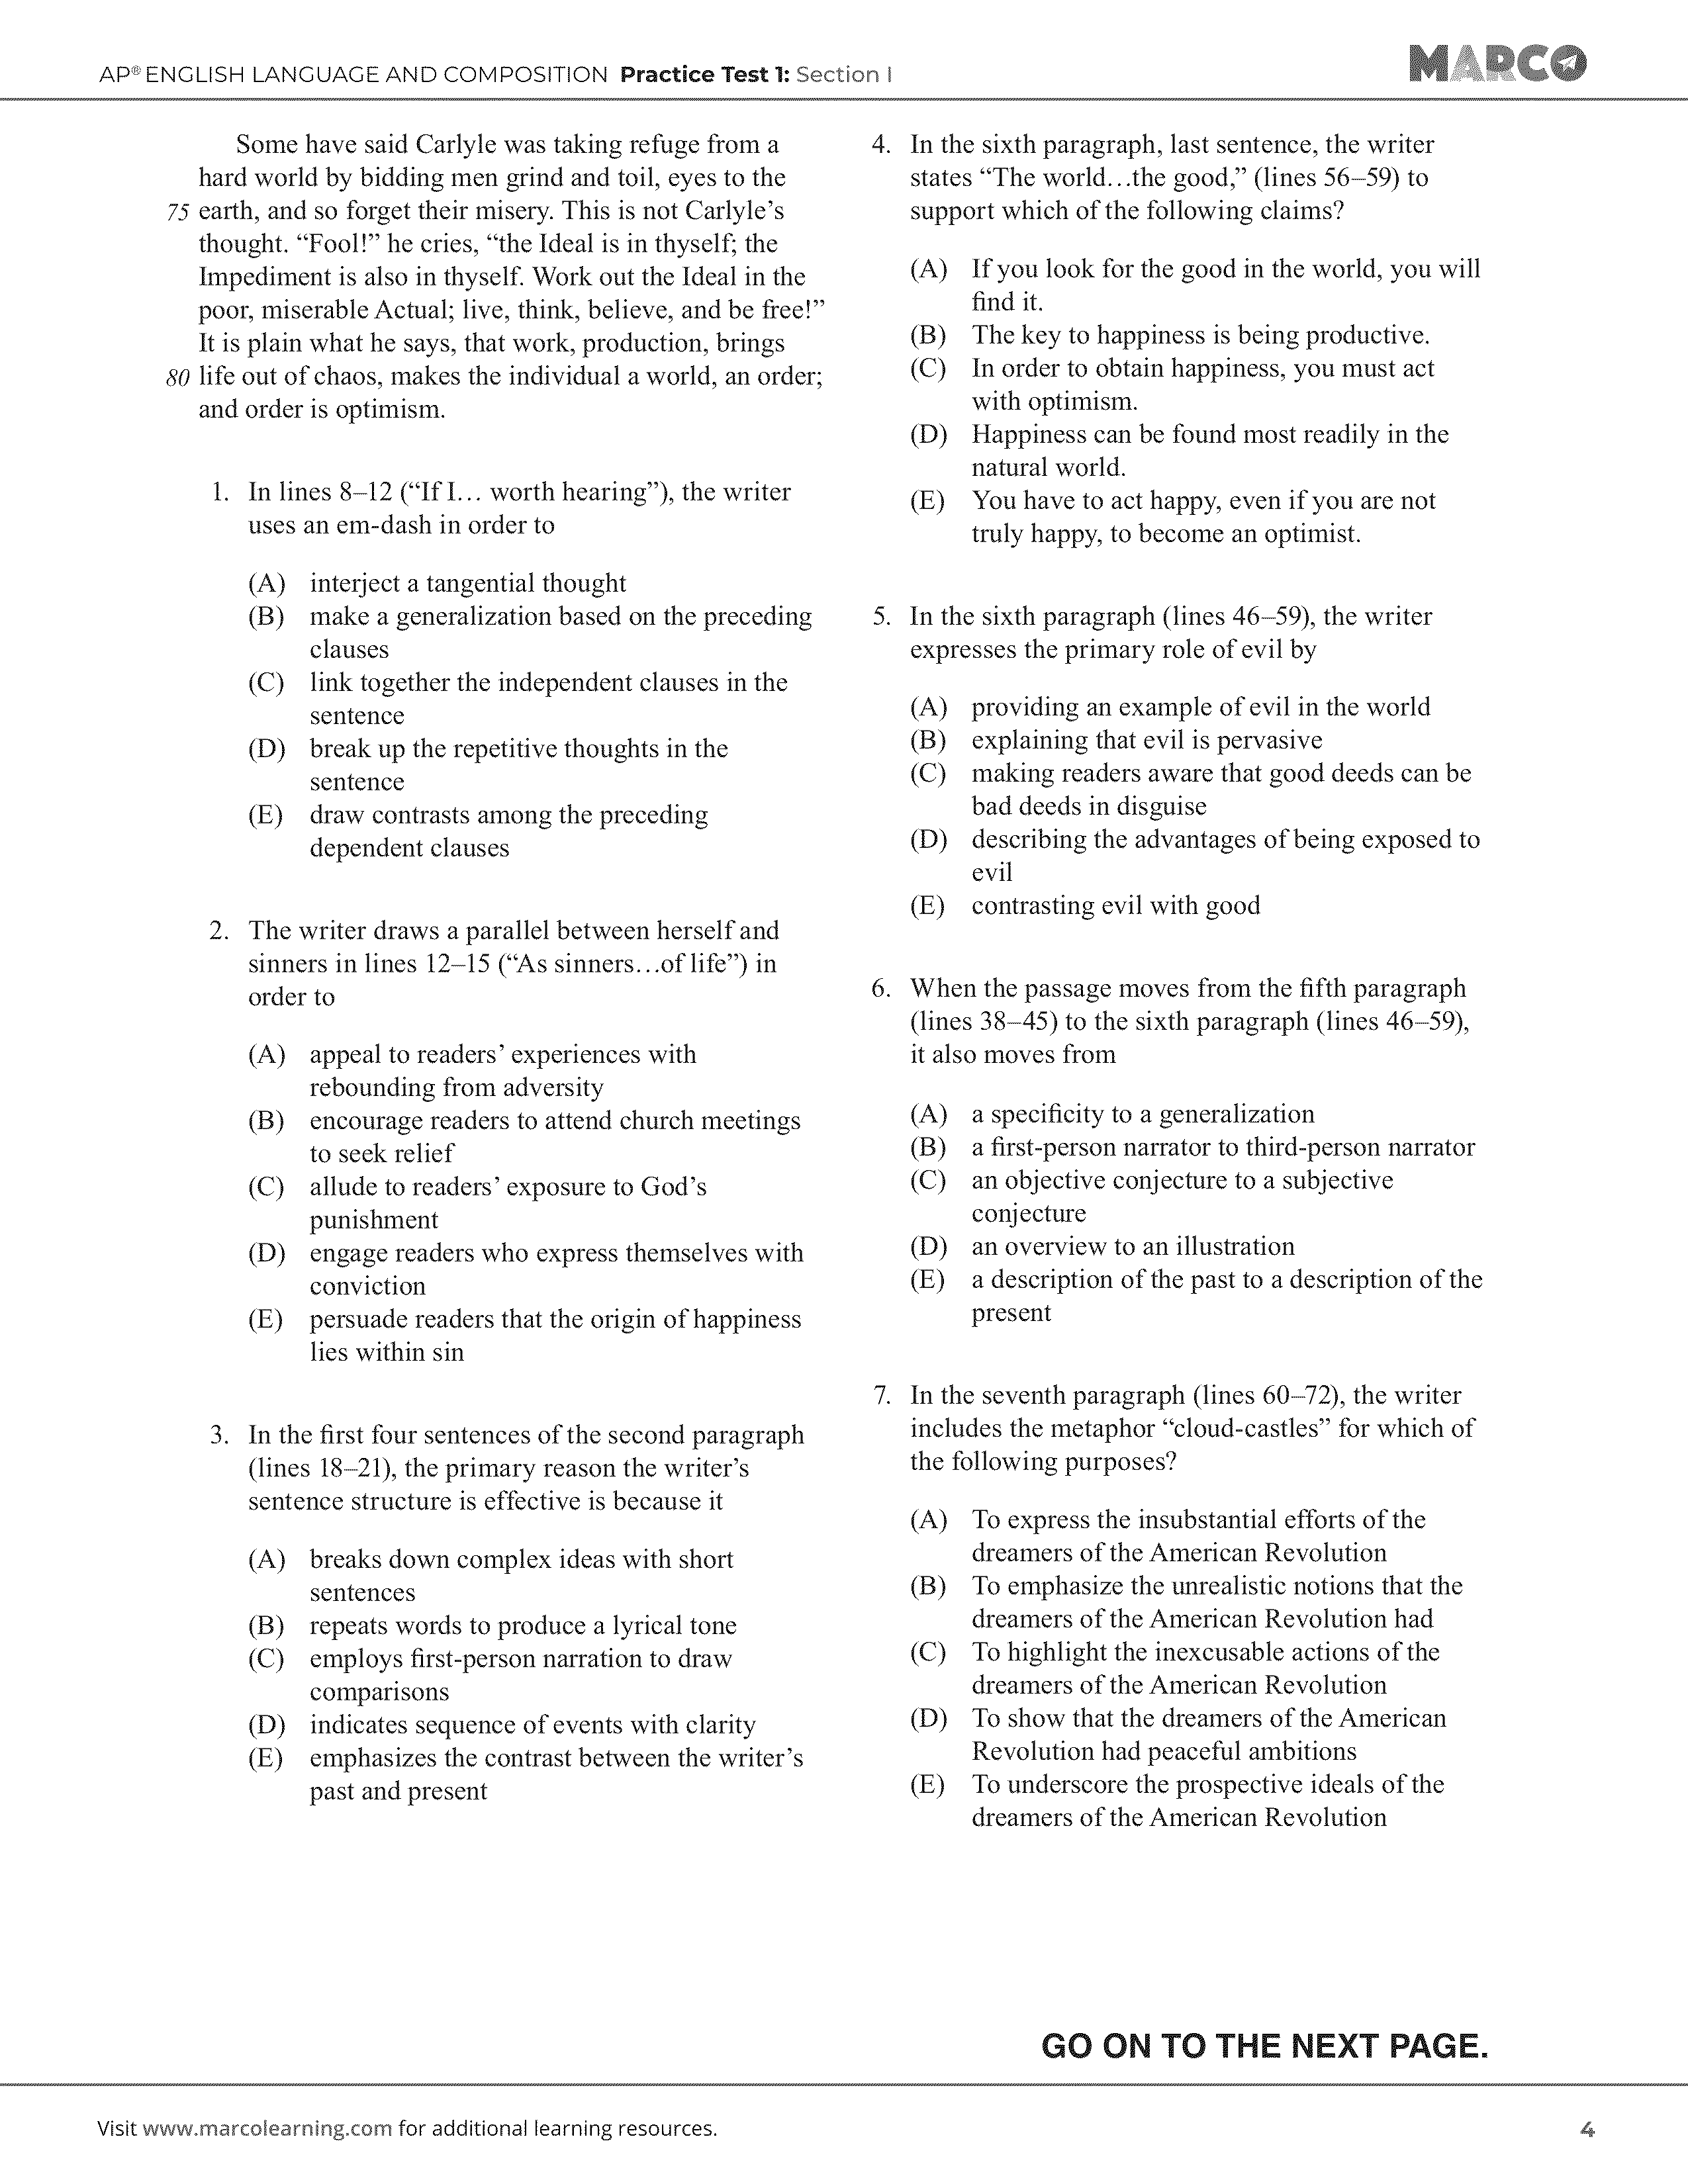 AP® ENGLISH LANGUAGE AND COMPOSITION Practice Test 1: Section I
MARCO
Some have said Carlyle was taking refuge from a
hard world by bidding men grind and toil, eyes to the
75 earth, and so forget their misery. This is not Carlyle’s
thought. “Fool!” he cries, “the Ideal is in thyself; the
Impediment is also in thyself. Work out the Ideal in the
poor, miserable Actual; live, think, believe, and be free!”
It is plain what he says, that work, production, brings
80 life out of chaos, makes the individual a world, an order;
and order is optimism.
1. In lines 8–12 (“If I… worth hearing”), the writer
uses an em-dash in order to
(A) interject a tangential thought
(B) make a generalization based on the preceding
clauses
(C) link together the independent clauses in the
sentence
(D) break up the repetitive thoughts in the
sentence
(E) draw contrasts among the preceding
dependent clauses
2. The writer draws a parallel between herself and
sinners in lines 12–15 (“As sinners…of life”) in
order to
(A) appeal to readers’ experiences with
rebounding from adversity
(B) encourage readers to attend church meetings
to seek relief
(C) allude to readers’ exposure to God’s
punishment
(D) engage readers who express themselves with
conviction
(E) persuade readers that the origin of happiness
lies within sin
3. In the first four sentences of the second paragraph
(lines 18–21), the primary reason the writer’s
sentence structure is effective is because it
(A) breaks down complex ideas with short
sentences
(B) repeats words to produce a lyrical tone
(C) employs first-person narration to draw
comparisons
(D) indicates sequence of events with clarity
(E) emphasizes the contrast between the writer’s
past and present
4. In the sixth paragraph, last sentence, the writer
states “The world…the good,” (lines 56–59) to
support which of the following claims?
(A) If you look for the good in the world, you will
find it.
(B) The key to happiness is being productive.
(C) In order to obtain happiness, you must act
with optimism.
(D) Happiness can be found most readily in the
natural world.
(E) You have to act happy, even if you are not
truly happy, to become an optimist.
5. In the sixth paragraph (lines 46–59), the writer
expresses the primary role of evil by
(A) providing an example of evil in the world
(B) explaining that evil is pervasive
(C) making readers aware that good deeds can be
bad deeds in disguise
(D) describing the advantages of being exposed to
evil
(E) contrasting evil with good
6. When the passage moves from the fifth paragraph
(lines 38–45) to the sixth paragraph (lines 46–59),
it also moves from
(A) a specificity to a generalization
(B) a first-person narrator to third-person narrator
(C) an objective conjecture to a subjective
conjecture
(D) an overview to an illustration
(E) a description of the past to a description of the
present
7. In the seventh paragraph (lines 60–72), the writer
includes the metaphor “cloud-castles” for which of
the following purposes?
(A) To express the insubstantial efforts of the
dreamers of the American Revolution
(B) To emphasize the unrealistic notions that the
dreamers of the American Revolution had
(C) To highlight the inexcusable actions of the
dreamers of the American Revolution
(D) To show that the dreamers of the American
Revolution had peaceful ambitions
(E) To underscore the prospective ideals of the
dreamers of the American Revolution
GO ON TO THE NEXT PAGE.
Visit www.marcolearning.com for additional learning resources.
4